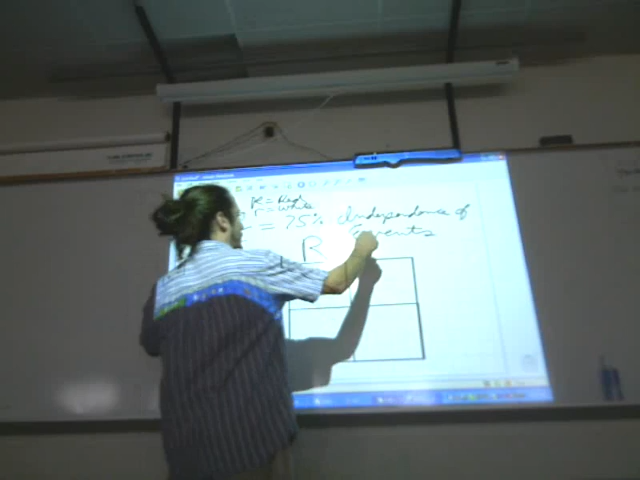 R = Red
r = White
= 75% Independence of
Events
R